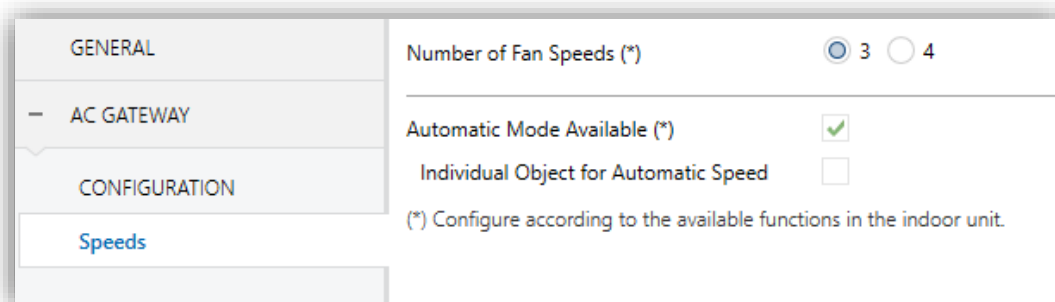 GENERAL
AC GATEWAY
CONFIGURATION
Speeds
Number of Fan Speeds (*)
3
4
Automatic Mode Available (*)
Individual Object for Automatic Speed
(*) Configure according to the available functions in the indoor unit.